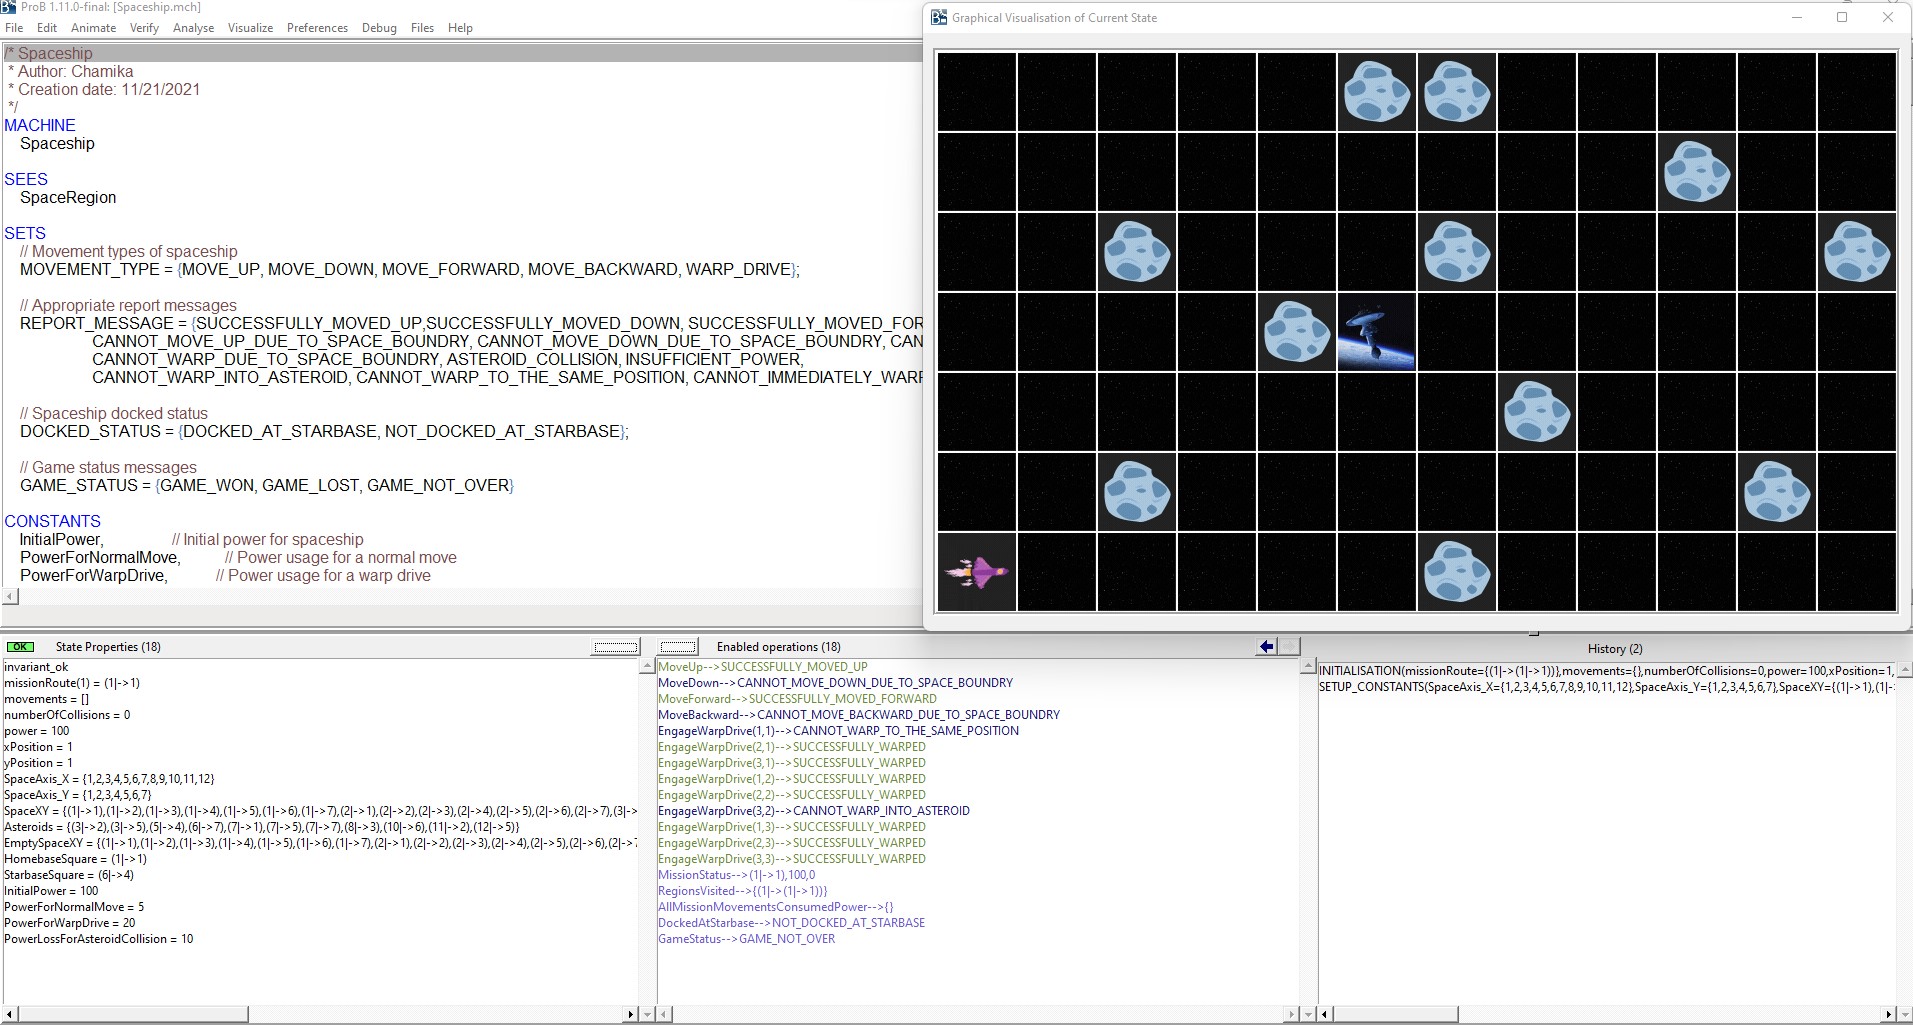 ProB 1.11.0-final: [Spaceship.mch]
File Edit Animate Verify Analyse Visualize Preferences Debug Files Help
/* Spaceship
* Author: Chamika
* Creation date: 11/21/2021
*/
MACHINE
Spaceship
SEES
SpaceRegion
SETS
// Movement types of spaceship
MOVEMENT_TYPE = {MOVE_UP, MOVE_DOWN, MOVE_FORWARD, MOVE_BACKWARD, WARP_DRIVE};
// Appropriate report messages
REPORT_MESSAGE = {SUCCESSFULLY_MOVED_UP,SUCCESSFULLY_MOVED_DOWN, SUCCESSFULLY_MOVED_FOR
CANNOT_MOVE_UP_DUE_TO_SPACE_BOUNDRY, CANNOT_MOVE_DOWN_DUE_TO_SPACE_BOUNDRY, CAN
CANNOT_WARP_DUE_TO_SPACE_BOUNDRY, ASTEROID_COLLISION, INSUFFICIENT_POWER,
CANNOT_WARP_INTO_ASTEROID, CANNOT_WARP_TO_THE_SAME_POSITION, CANNOT_IMMEDIATELY_WARP
// Spaceship docked status
DOCKED_STATUS = {DOCKED_AT_STARBASE, NOT_DOCKED_AT_STARBASE};
// Game status messages
GAME_STATUS = {GAME_WON, GAME_LOST, GAME_NOT_OVER}
CONSTANTS
InitialPower, // Initial power for spaceship
PowerForNormalMove, // Power usage for a normal move
PowerForWarpDrive, // Power usage for a warp drive
Graphical Visualisation of Current State
OK State Properties (18)
invariant_ok
missionRoute(1) = (1|->1)
movements = []
numberOfCollisions = 0
power = 100
xPosition = 1
yPosition = 1
SpaceAxis_X = {1,2,3,4,5,6,7,8,9,10,11,12}
SpaceAxis_Y = {1,2,3,4,5,6,7}
SpaceXY = {(1|->1),(1|->2),(1|->3),(1|->4),(1|->5),(1|->6),(1|->7),(2|->1),(2|->2),(2|->3),(2|->4),(2|->5),(2|->6),(2|->7),(3|->
Asteroids = {(3|->2),(3|->5),(5|->4),(6|->7),(7|->1),(7|->5),(7|->7),(8|->3),(10|->6),(11|->2),(12|->5)}
EmptySpaceXY = {(1|->1),(1|->2),(1|->3),(1|->4),(1|->5),(1|->6),(1|->7),(2|->1),(2|->2),(2|->3),(2|->4),(2|->5),(2|->6),(2|->7
HomebaseSquare = (1|->1)
StarbaseSquare = (6|->4)
InitialPower = 100
PowerForNormalMove = 5
PowerForWarpDrive = 20
PowerLossForAsteroidCollision = 10
Enabled operations (18)
MoveUp-->SUCCESSFULLY_MOVED_UP
MoveDown-->CANNOT_MOVE_DOWN_DUE_TO_SPACE_BOUNDRY
MoveForward-->SUCCESSFULLY_MOVED_FORWARD
MoveBackward-->CANNOT_MOVE_BACKWARD_DUE_TO_SPACE_BOUNDRY
EngageWarpDrive(1,1)-->CANNOT_WARP_TO_THE_SAME_POSITION
EngageWarpDrive(2,1)-->SUCCESSFULLY_WARPED
EngageWarpDrive(3,1)-->SUCCESSFULLY_WARPED
EngageWarpDrive(1,2)-->SUCCESSFULLY_WARPED
EngageWarpDrive(2,2)-->SUCCESSFULLY_WARPED
EngageWarpDrive(3,2)-->CANNOT_WARP_INTO_ASTEROID
EngageWarpDrive(1,3)-->SUCCESSFULLY_WARPED
EngageWarpDrive(2,3)-->SUCCESSFULLY_WARPED
EngageWarpDrive(3,3)-->SUCCESSFULLY_WARPED
MissionStatus-->(1|->1),100,0
RegionsVisited-->{(1|->(1|->1))}
AllMissionMovementsConsumedPower-->{}
DockedAtStarbase-->NOT_DOCKED_AT_STARBASE
GameStatus-->GAME_NOT_OVER
History (2)
INITIALISATION(missionRoute={(1|->(1|->1))},movements={},numberOfCollisions=0,power=100,xPosition=1,
SETUP_CONSTANTS(SpaceAxis_X={1,2,3,4,5,6,7,8,9,10,11,12},SpaceAxis_Y={1,2,3,4,5,6,7},SpaceXY={(1|->1),(1|-